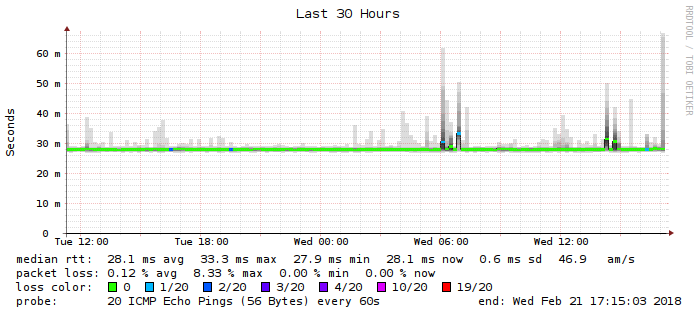 Last 30 Hours
RRDTOOL / TOBI OETIKER
Seconds
60 m
50 m
40 m
30 m
20 m
10 m
0
Tue 12:00 Tue 18:00 Wed 00:00 Wed 06:00 Wed 12:00
median rtt: 28.1 ms avg 33.3 ms max 27.9 ms min 28.1 ms now 0.6 ms sd 46.9 am/s
packet loss: 0.12 % avg 8.33 % max 0.00 % min 0.00 % now
loss color: 0 1/20 2/20 3/20 4/20 10/20 19/20
probe: 20 ICMP Echo Pings (56 Bytes) every 60s end: Wed Feb 21 17:15:03 2018